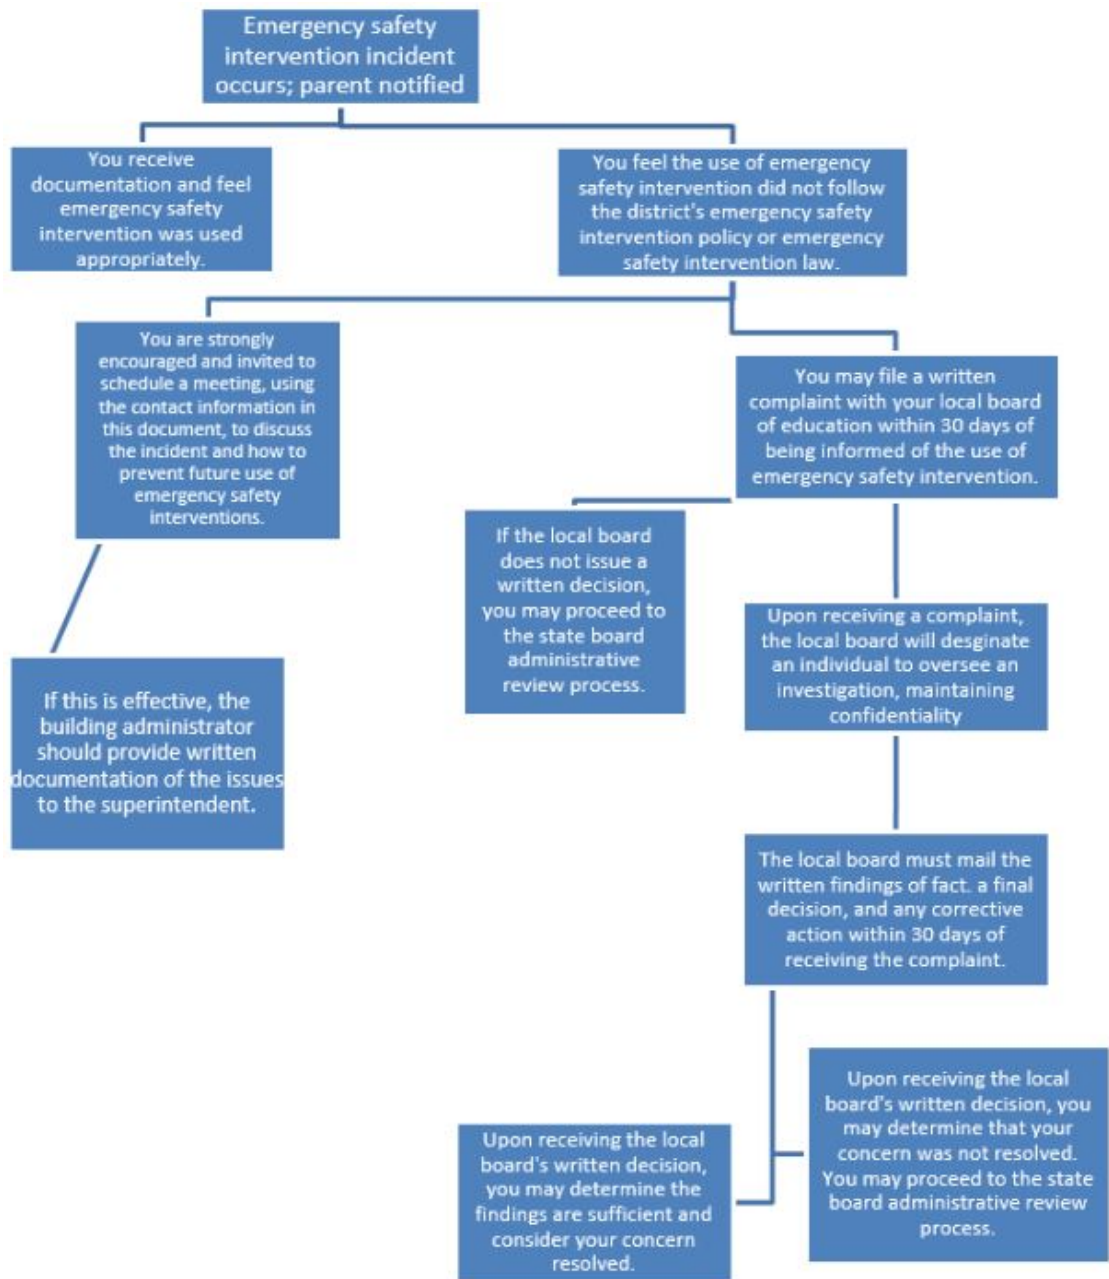 Emergency safety
intervention incident
occurs; parent notified
You receive
documentation and feel
emergency safety
intervention was used
appropriately.
You feel the use of emergency
safety intervention did not follow
the district's emergency safety
intervention policy or emergency
safety intervention law.
You are strongly
encouraged and invited to
schedule a meeting, using
the contact information in
this document, to discuss
the incident and how to
prevent future use of
emergency safety
interventions.
You may file a written
complaint with your local board
of education within 30 days of
being informed of the use of
emergency safety intervention.
If the local board
does not issue a
written decision,
you may proceed to
the state board
administrative
review process.
Upon receiving a complaint,
the local board will desginate
an individual to oversee an
investigation, maintaining
confidentiality
If this is effective, the
building administrator
should provide written
documentation of the issues
to the superintendent.
The local board must mail the
written findings of fact. a final
decision, and any corrective
action within 30 days of
receiving the complaint.
Upon receiving the local
board's written decision, you
may determine that your
concern was not resolved.
You may proceed to the state
board administrative review
process.
Upon receiving the local
board's written decision,
you may determine the
findings are sufficient and
consider your concern
resolved.